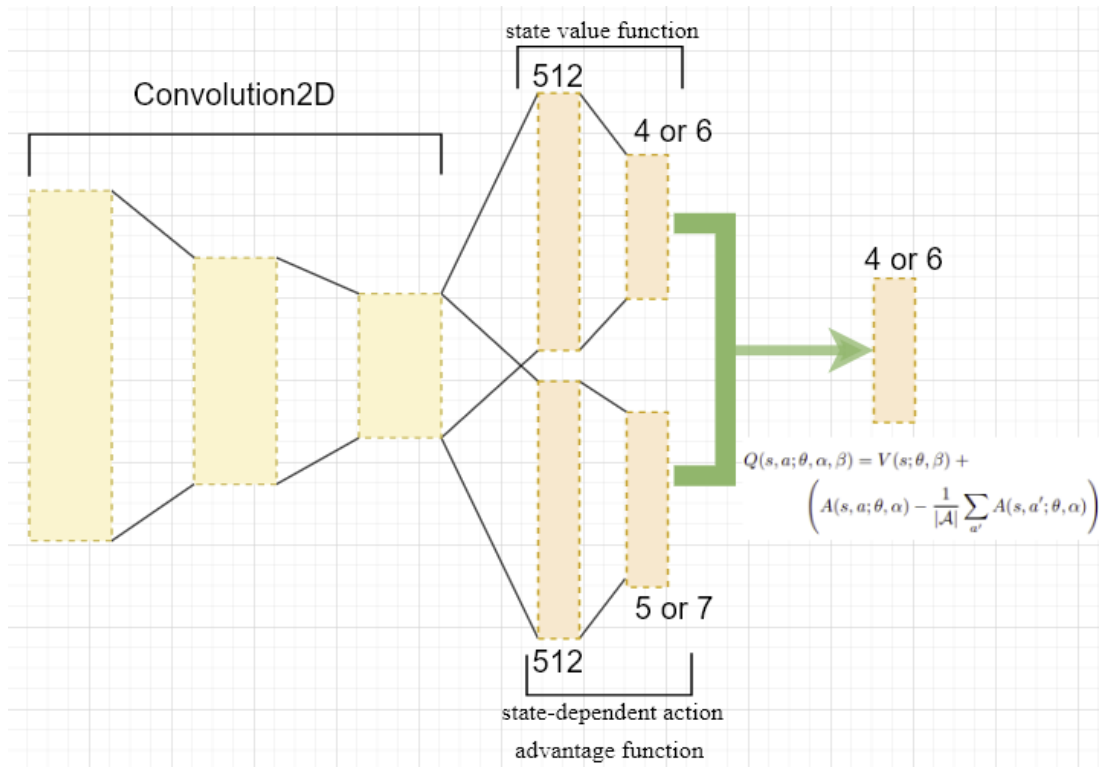 state value function
512
Convolution2D
4 or 6
4 or 6
Q(s, a; θ, α, β) = V(s; θ, β) +
(A(s, a; θ, α) − 1/|𝒜| ∑_{a'} A(s, a'; θ, α))
5 or 7
512
state-dependent action
advantage function